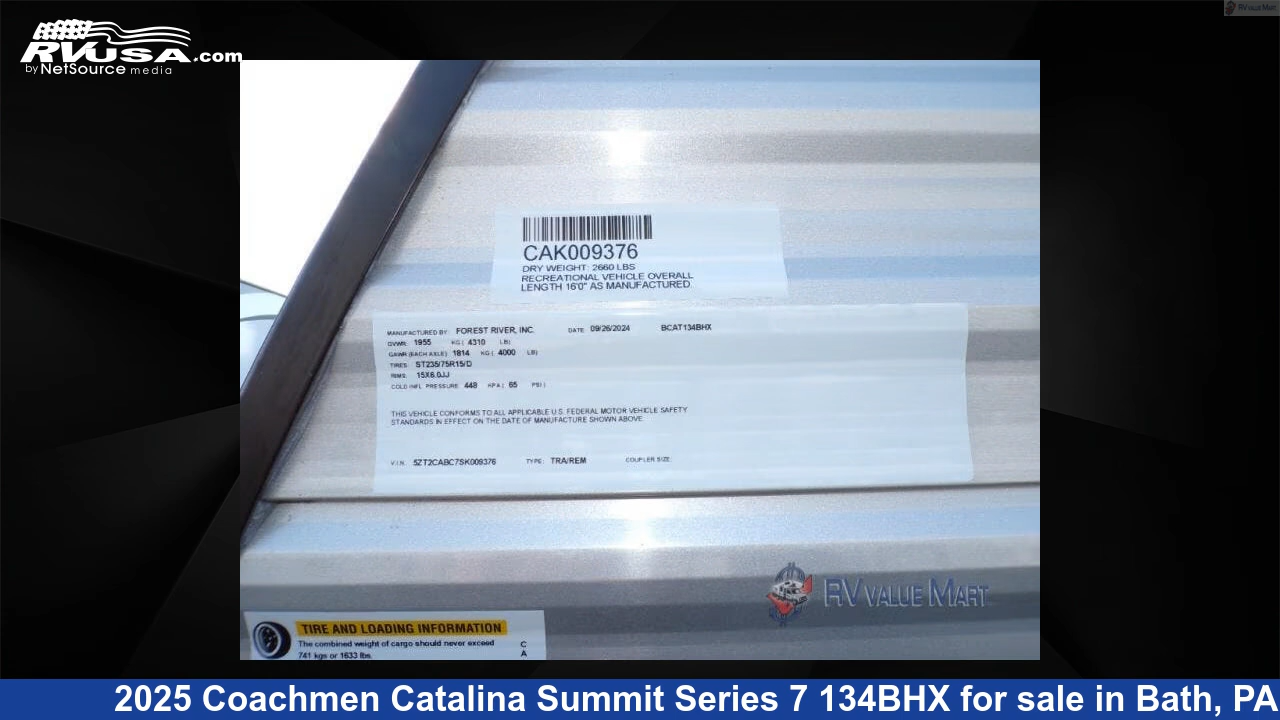 RV VALUE MART
RVUSA.com
by NetSource media
CAK009376
DRY WEIGHT: 2660 LBS
RECREATIONAL VEHICLE OVERALL
LENGTH 16'0" AS MANUFACTURED
MANUFACTURED BY: FOREST RIVER, INC. DATE: 09/26/2024 BCAT134BHX
GVWR: 1955 KG ( 4310 LB)
GAWR (EACH AXLE) 1814 KG ( 4000 LB)
TIRES: ST235/75R15/D
RIMS: 15X6.0JJ
COLD INFL. PRESSURE: 448 KPA ( 65 PSI )
THIS VEHICLE CONFORMS TO ALL APPLICABLE U.S. FEDERAL MOTOR VEHICLE SAFETY
STANDARDS IN EFFECT ON THE DATE OF MANUFACTURE SHOWN ABOVE.
V.I.N. 5ZT2CABC7SK009376 TYPE: TRA/REM COUPLER SIZE:
RV VALUE MART
TIRE AND LOADING INFORMATION
The combined weight of cargo should never exceed C
741 kgs or 1633 lbs. A
2025 Coachmen Catalina Summit Series 7 134BHX for sale in Bath, PA